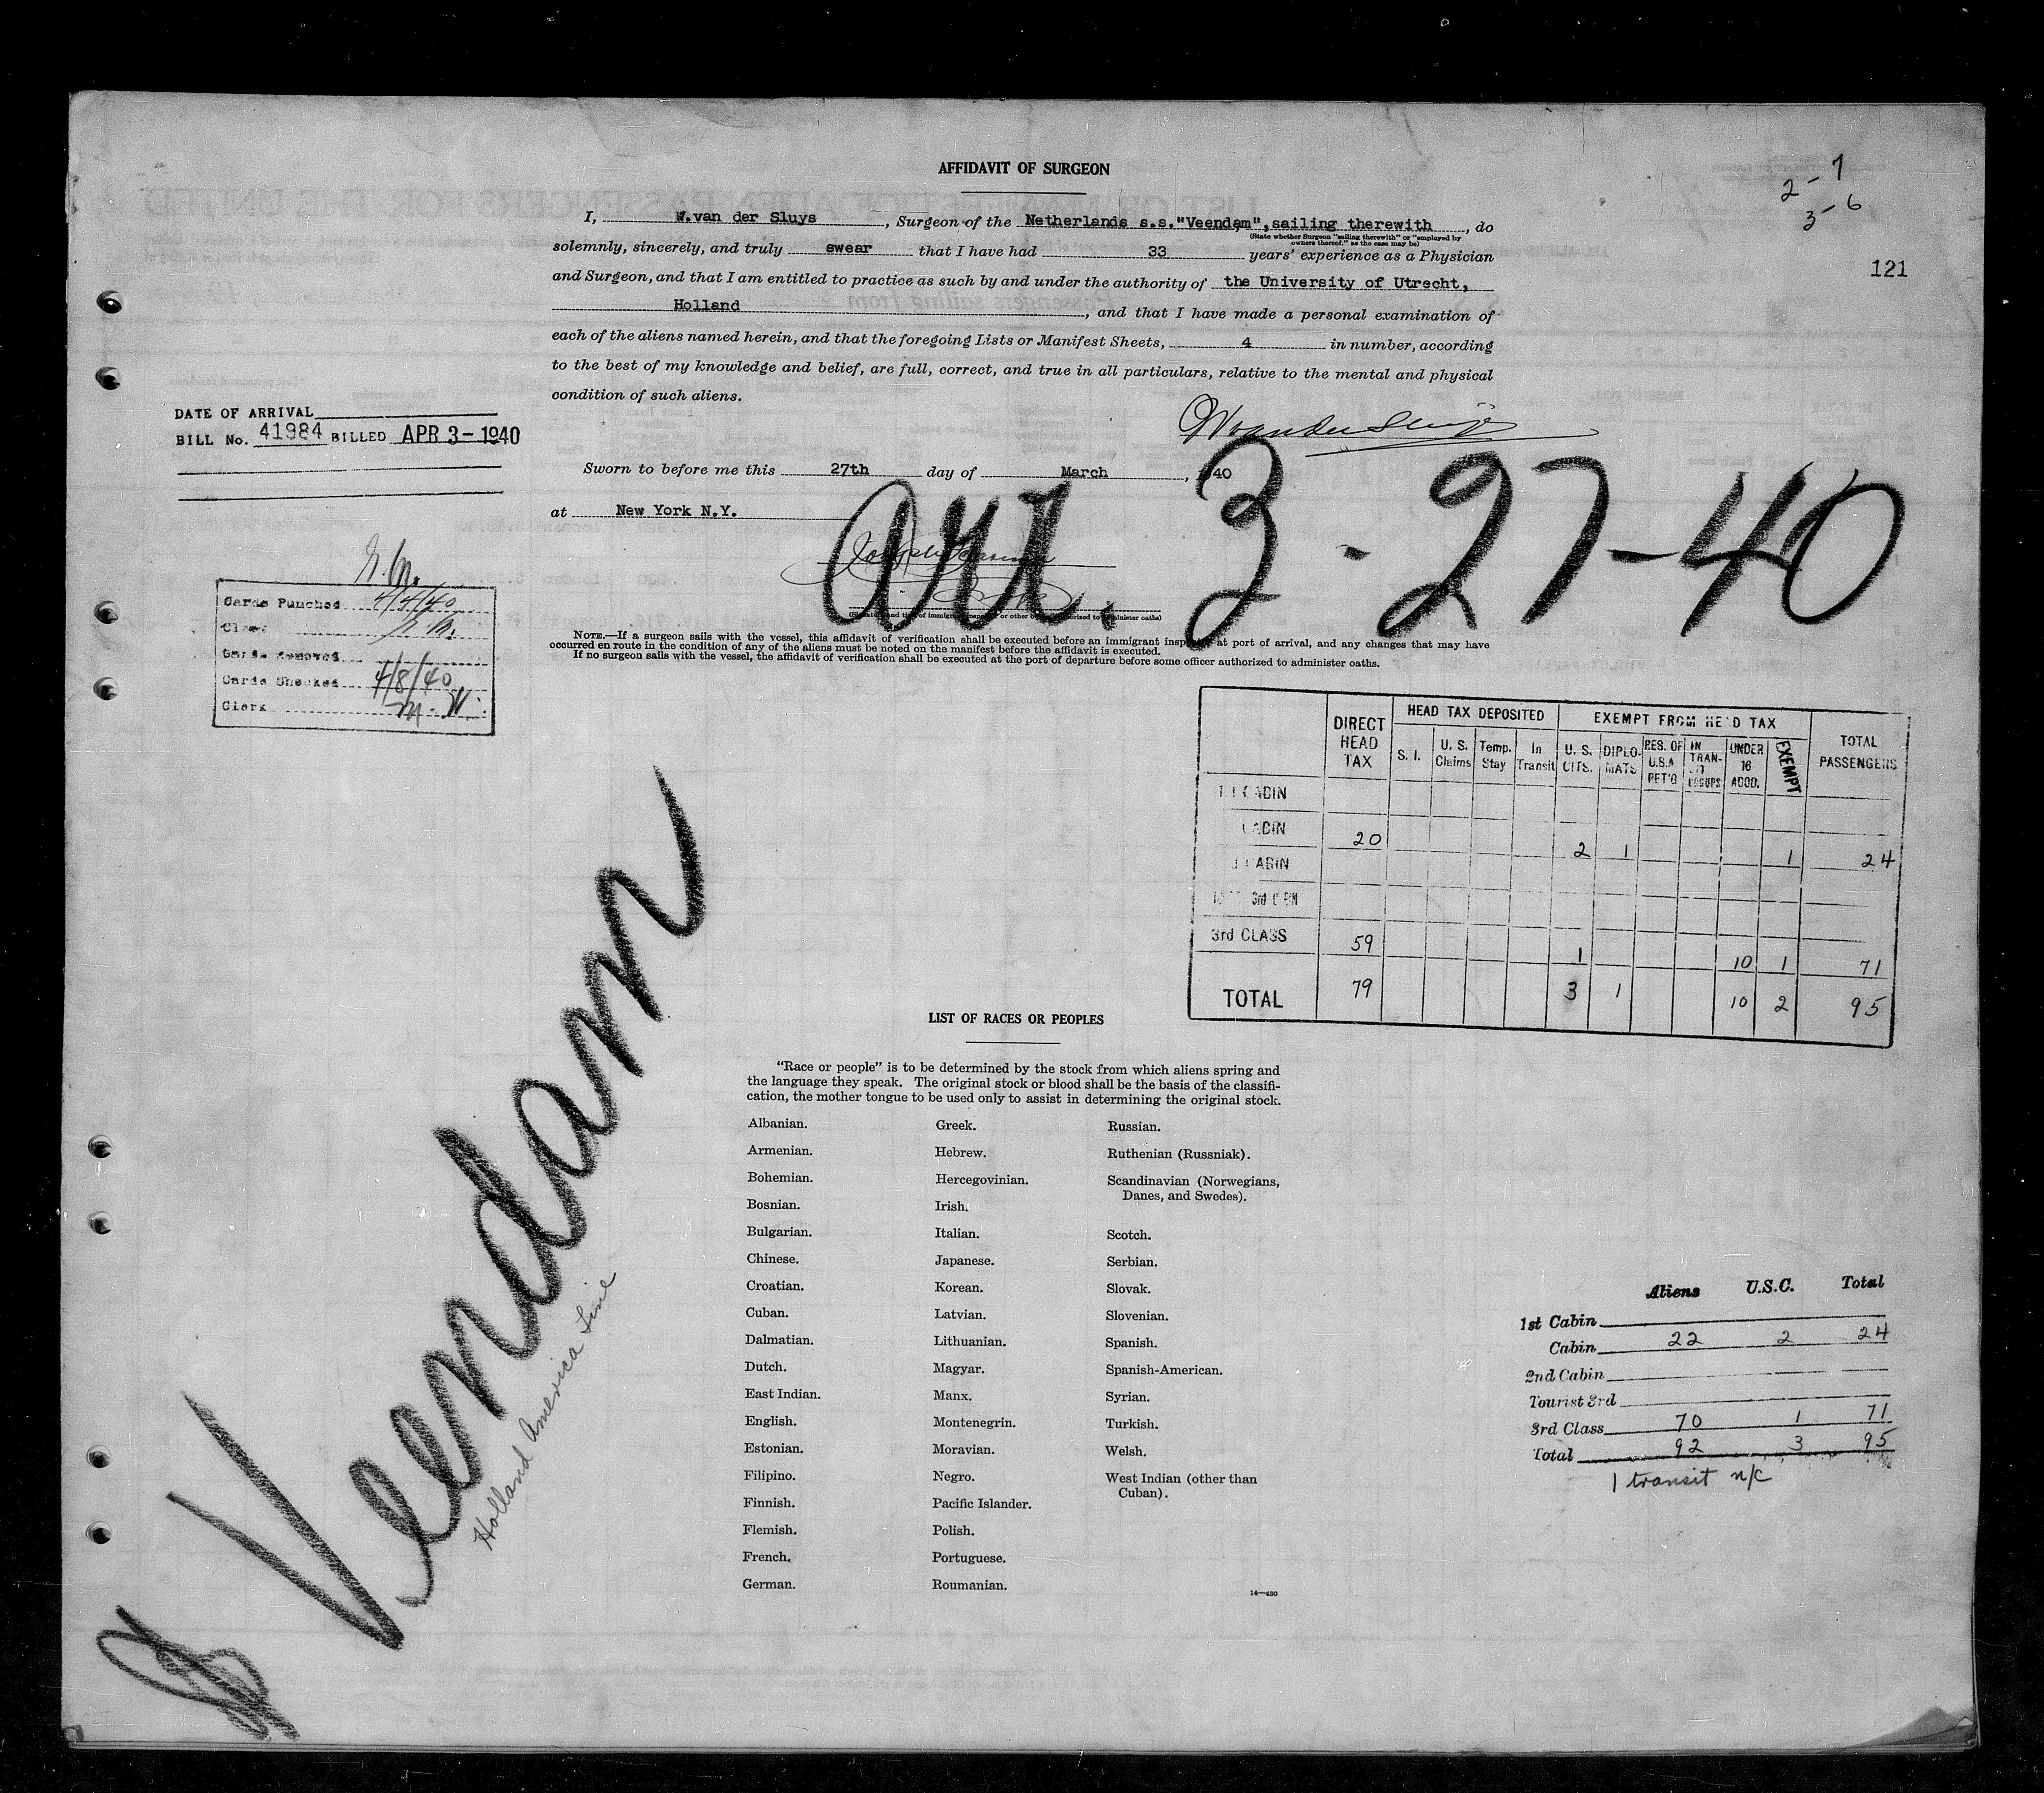 AFFIDAVIT OF SURGEON
2 - 7
3 - 6
121
I, W.van der Sluys, Surgeon of the Netherlands s.s."Veendam",sailing therewith, do
(State whether Surgeon "sailing therewith" or "employed by
owners thereof," as the case may be)
solemnly, sincerely, and truly swear that I have had 33 years' experience as a Physician
and Surgeon, and that I am entitled to practice as such by and under the authority of the University of Utrecht,
Holland, and that I have made a personal examination of
each of the aliens named herein, and that the foregoing Lists or Manifest Sheets, 4 in number, according
to the best of my knowledge and belief, are full, correct, and true in all particulars, relative to the mental and physical
condition of such aliens.
DATE OF ARRIVAL
BILL No. 41984 BILLED APR 3-1940
WvanderSluys
Sworn to before me this 27th day of March, 1940
at New York N.Y.
arr. 3-27-40
NOTE.—If a surgeon sails with the vessel, this affidavit of verification shall be executed before an immigrant inspector at port of arrival, and any changes that may have
occurred en route in the condition of any of the aliens must be noted on the manifest before the affidavit is executed.
If no surgeon sails with the vessel, the affidavit of verification shall be executed at the port of departure before some officer authorized to administer oaths.
Cards Punched 4/4/40
Clerk
Cards Removed
Cards Checked 4/8/40
Clerk M.W.
DIRECT HEAD TAX
HEAD TAX DEPOSITED
S. I.
U. S. Claims
Temp. Stay
In Transit
EXEMPT FROM HEAD TAX
U. S. CITS.
DIPLO-MATS
RES. OF U.S.A RET'G
IN TRAN-SIT GROUPS
UNDER 16 ACCD.
EXEMPT
TOTAL PASSENGERS
CABIN
CABIN 20 2 1 1 24
CABIN
3rd
3rd CLASS 59 1 10 1 71
TOTAL 79 3 1 10 2 95
Veendam
Holland America Line
LIST OF RACES OR PEOPLES
"Race or people" is to be determined by the stock from which aliens spring and
the language they speak. The original stock or blood shall be the basis of the classifi-
cation, the mother tongue to be used only to assist in determining the original stock.
Albanian.
Armenian.
Bohemian.
Bosnian.
Bulgarian.
Chinese.
Croatian.
Cuban.
Dalmatian.
Dutch.
East Indian.
English.
Estonian.
Filipino.
Finnish.
Flemish.
French.
German.
Greek.
Hebrew.
Hercegovinian.
Irish.
Italian.
Japanese.
Korean.
Latvian.
Lithuanian.
Magyar.
Manx.
Montenegrin.
Moravian.
Negro.
Pacific Islander.
Polish.
Portuguese.
Roumanian.
Russian.
Ruthenian (Russniak).
Scandinavian (Norwegians,
Danes, and Swedes).
Scotch.
Serbian.
Slovak.
Slovenian.
Spanish.
Spanish-American.
Syrian.
Turkish.
Welsh.
West Indian (other than
Cuban).
14—430
Aliens U.S.C. Total
1st Cabin
Cabin 22 2 24
2nd Cabin
Tourist 3rd
3rd Class 70 1 71
Total 92 3 95
1 transit n/c